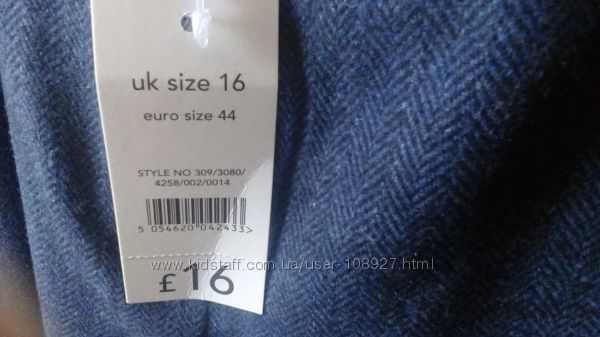 uk size 16
euro size 44
STYLE NO 309/3080/
4258/002/0014
5 054620 042433>
£16
www.kidstaff.com.ua/user-108927.html